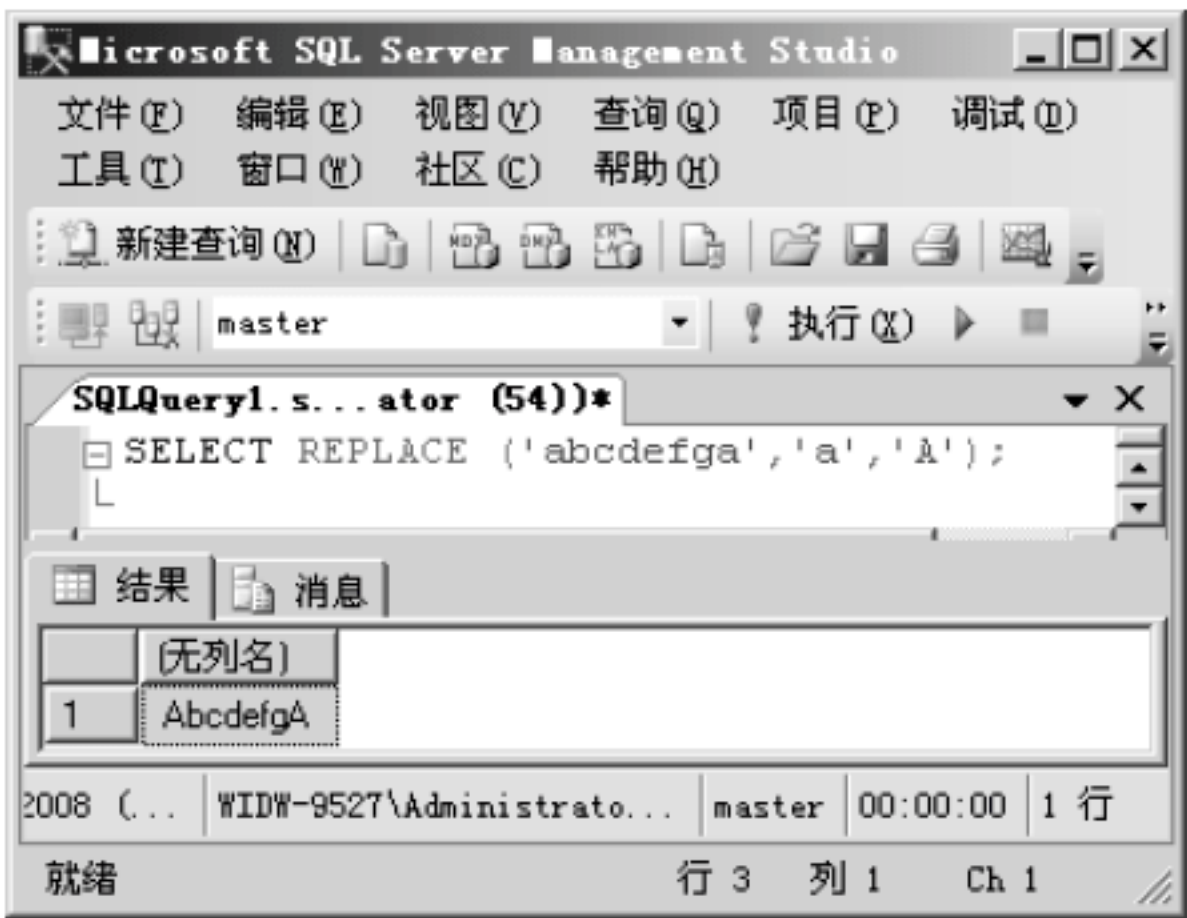 Microsoft SQL Server Management Studio
文件(F) 编辑(E) 视图(V) 查询(Q) 项目(P) 调试(D)
工具(T) 窗口(W) 社区(C) 帮助(H)
新建查询(N) MDX DMX
master 执行(X)
SQLQuery1.s...ator (54))*
SELECT REPLACE ('abcdefga','a','A');
结果 消息
(无列名)
1 AbcdefgA
2008 (... WIDW-9527\Administrato... master 00:00:00 1 行
就绪 行 3 列 1 Ch 1